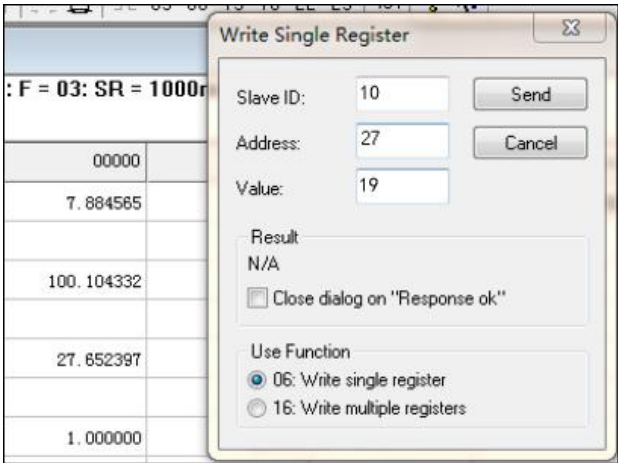 Write Single Register
: F = 03: SR = 1000
Slave ID: 10 Send
Address: 27 Cancel
00000
Value: 19
7.884565
Result
N/A
100.104332
Close dialog on "Response ok"
27.652397
Use Function
06: Write single register
16: Write multiple registers
1.000000